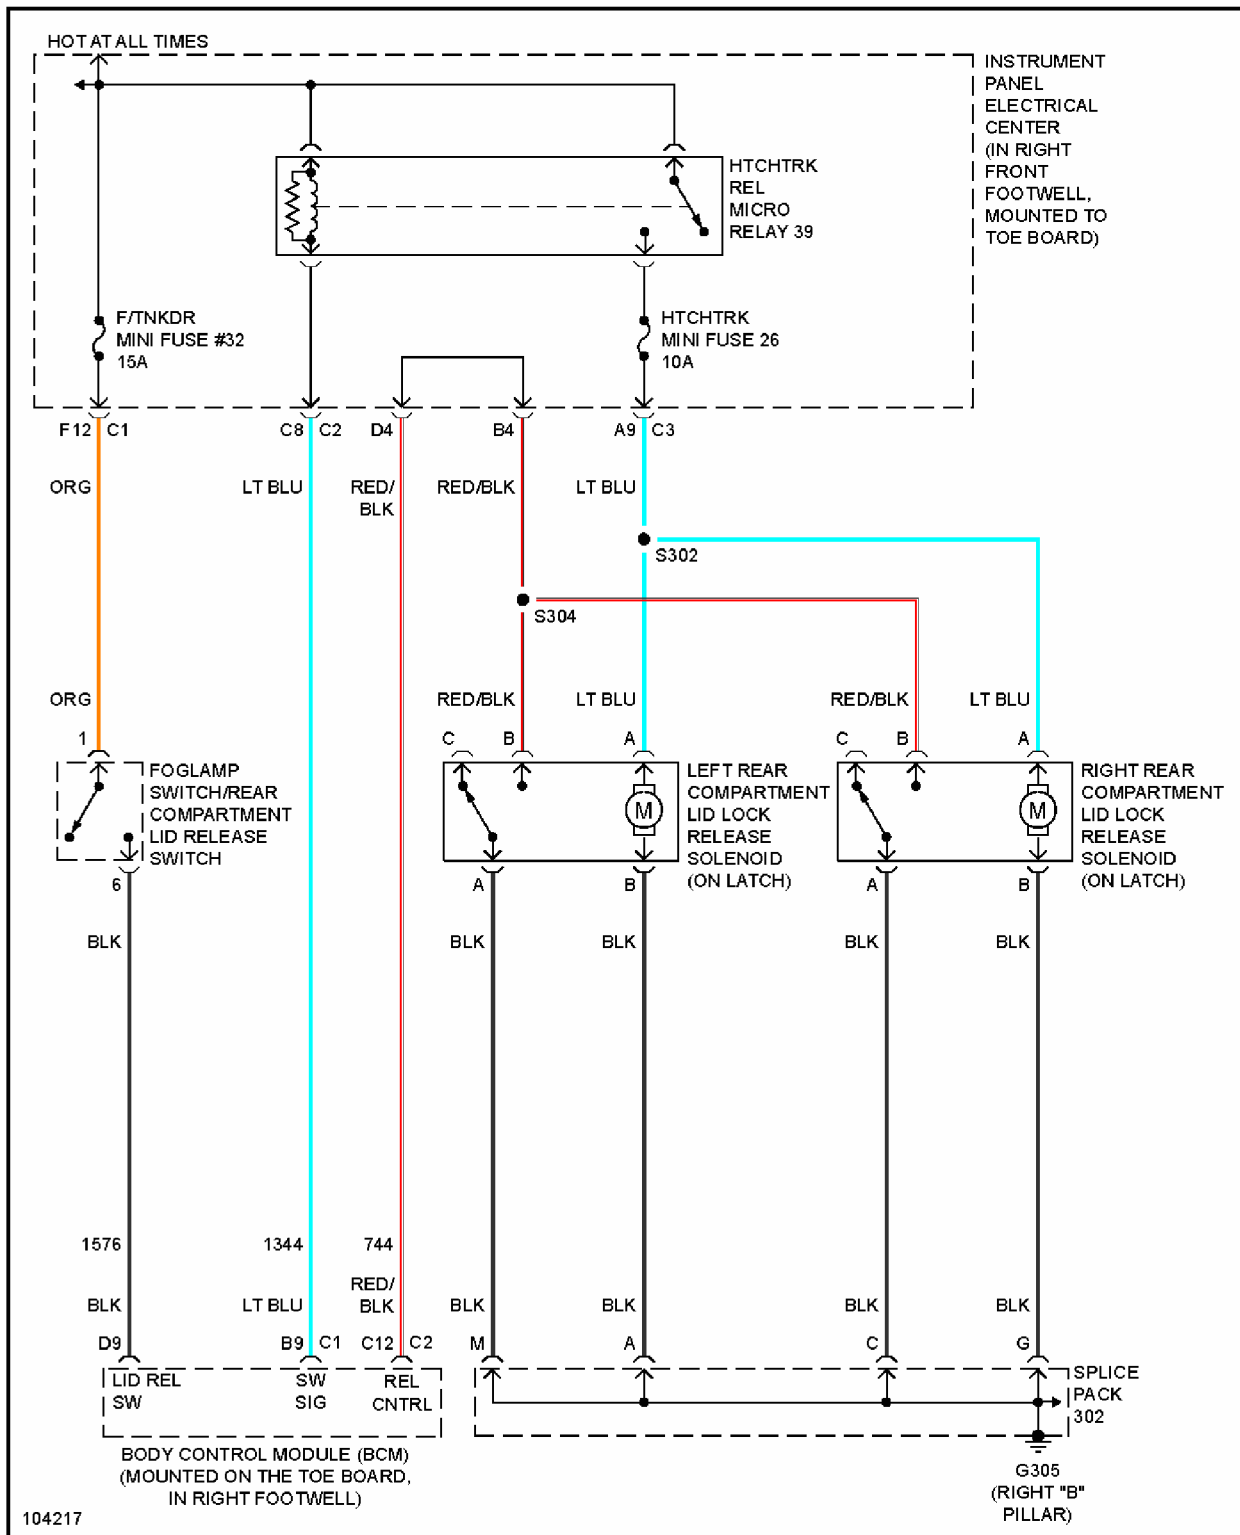 HOT AT ALL TIMES
INSTRUMENT
PANEL
ELECTRICAL
CENTER
(IN RIGHT
FRONT
FOOTWELL,
MOUNTED TO
TOE BOARD)
HTCHTRK
REL
MICRO
RELAY 39
F/TNKDR
MINI FUSE #32
15A
HTCHTRK
MINI FUSE 26
10A
F12 C1 C8 C2 D4 B4 A9 C3
ORG LT BLU RED/
BLK RED/BLK LT BLU
S302
S304
ORG RED/BLK LT BLU RED/BLK LT BLU
1 C B A C B A
FOGLAMP
SWITCH/REAR
COMPARTMENT
LID RELEASE
SWITCH
M
LEFT REAR
COMPARTMENT
LID LOCK
RELEASE
SOLENOID
(ON LATCH)
M
RIGHT REAR
COMPARTMENT
LID LOCK
RELEASE
SOLENOID
(ON LATCH)
6 A B A B
BLK BLK BLK BLK BLK
1576 1344 744
BLK LT BLU RED/
BLK BLK BLK BLK BLK
D9 B9 C1 C12 C2 M A C G
LID REL
SW
SW
SIG
REL
CNTRL
SPLICE
PACK
302
BODY CONTROL MODULE (BCM)
(MOUNTED ON THE TOE BOARD,
IN RIGHT FOOTWELL)
G305
(RIGHT "B"
PILLAR)
104217